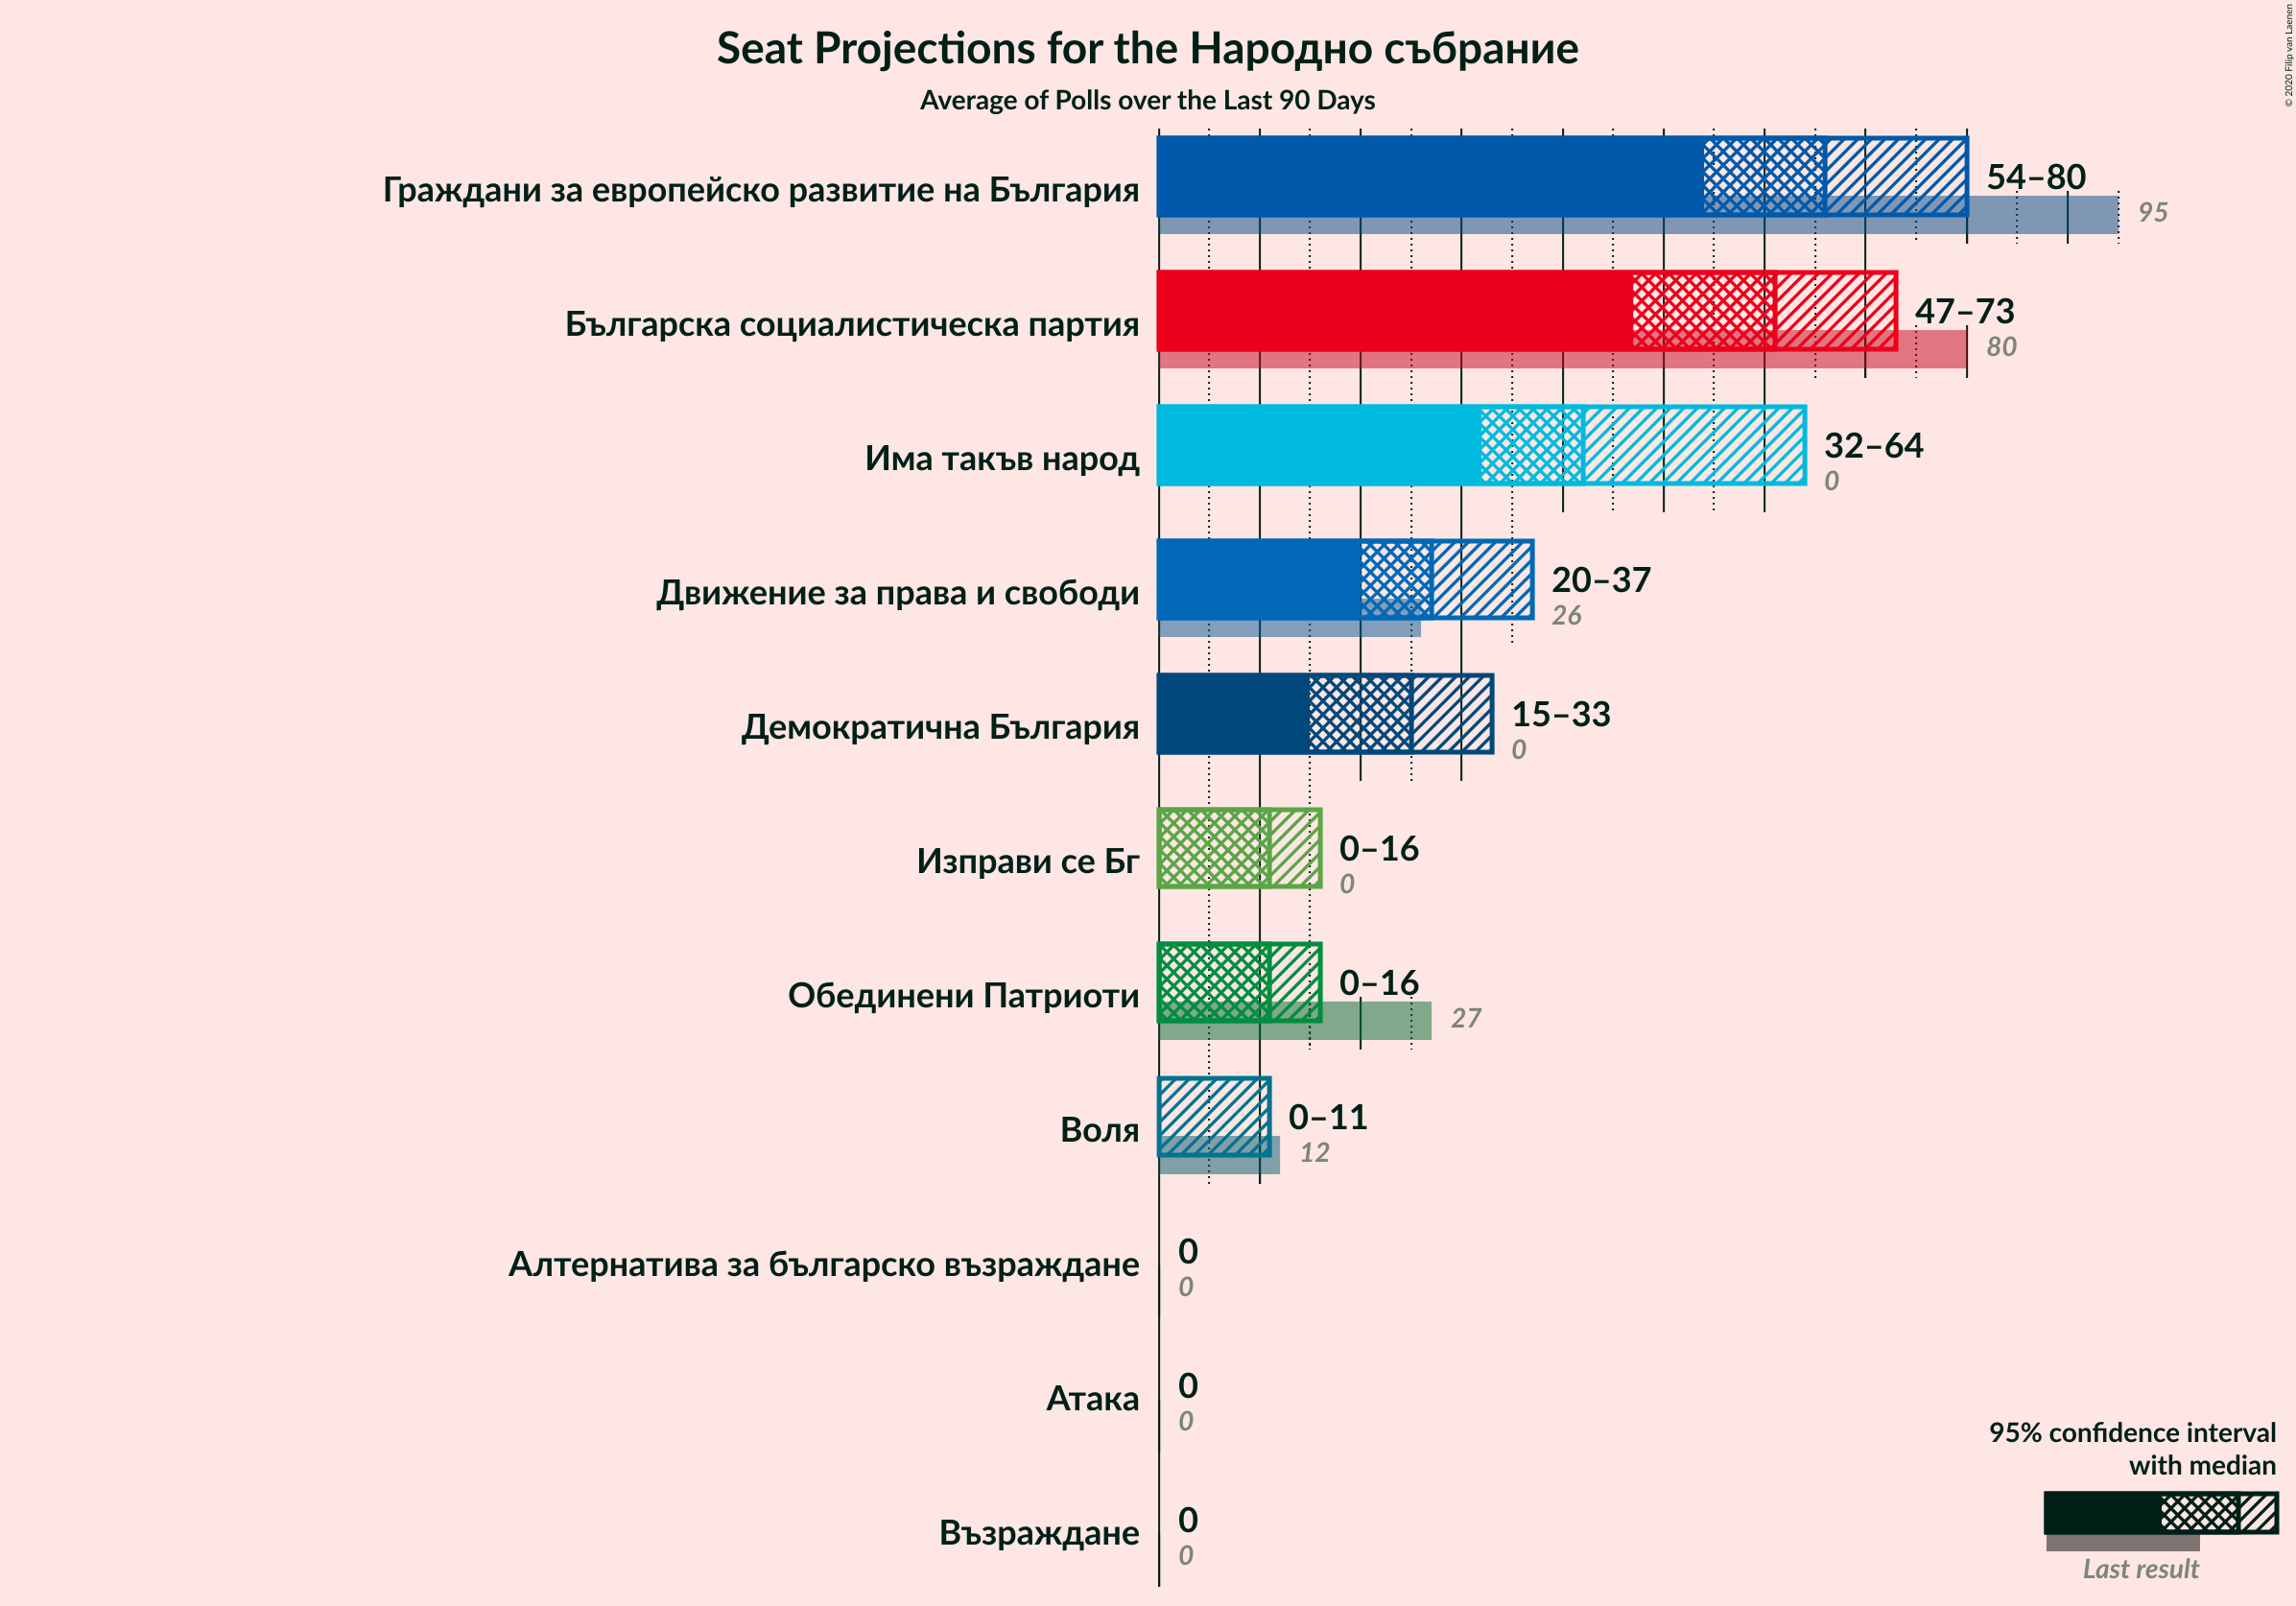 Seat Projections for the Народно събрание
Average of Polls over the Last 90 Days
© 2020 Filip van Laenen
Граждани за европейско развитие на България
54–80
95
Българска социалистическа партия
47–73
80
Има такъв народ
32–64
0
Движение за права и свободи
20–37
26
Демократична България
15–33
0
Изправи се Бг
0–16
0
Обединени Патриоти
0–16
27
Воля
0–11
12
Алтернатива за българско възраждане
0
0
Атака
0
0
Възраждане
0
0
95% confidence interval
with median
Last result